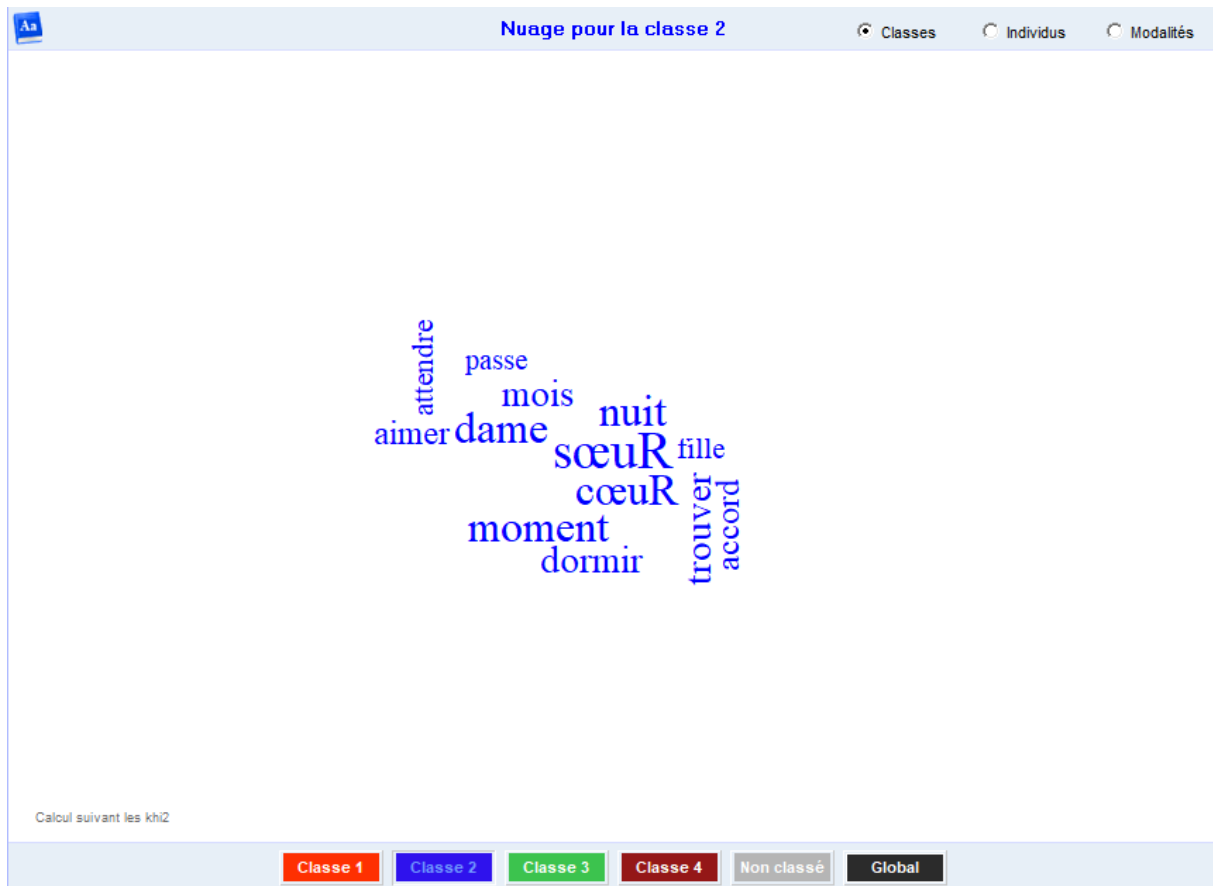 Aa
Nuage pour la classe 2
Classes
Individus
Modalités
attendre
passe
mois
nuit
aimer
dame
sœuR
fille
cœuR
trouver
accord
moment
dormir
Calcul suivant les khi2
Classe 1
Classe 2
Classe 3
Classe 4
Non classé
Global